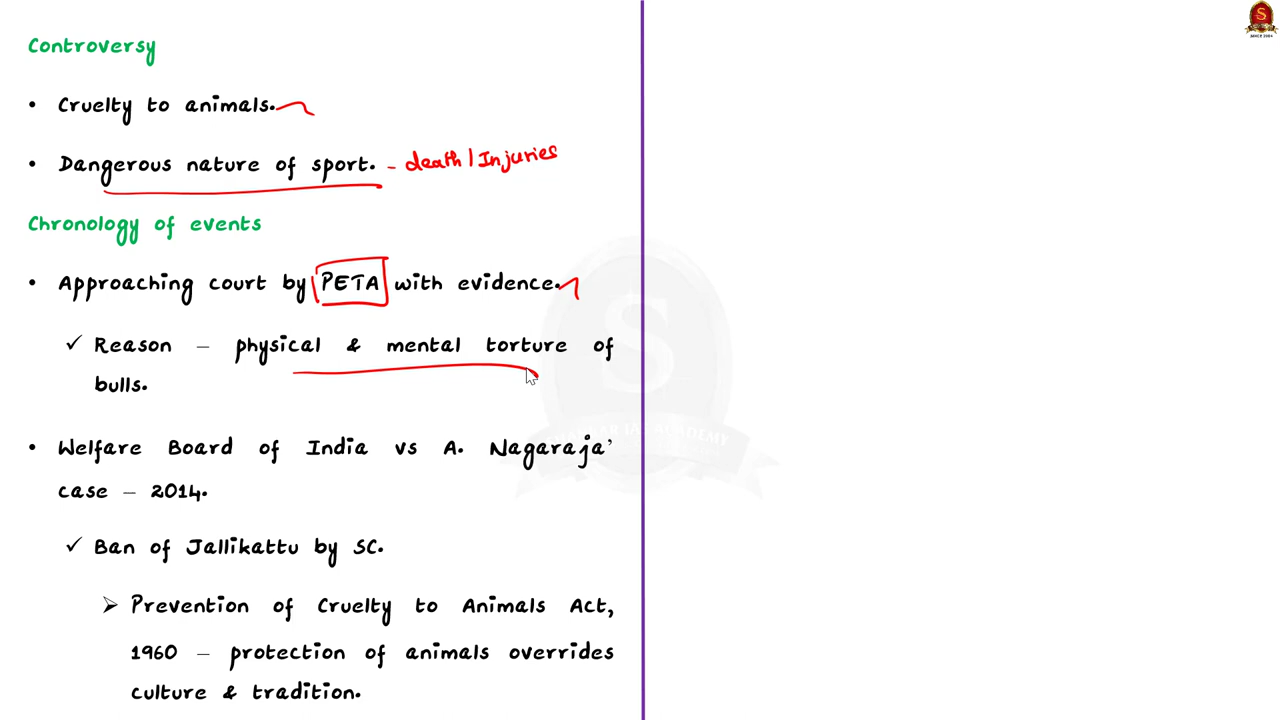 Controversy
• Cruelty to animals.
• Dangerous nature of sport. - death / Injuries
Chronology of events
• Approaching court by PETA with evidence.
✓ Reason – physical & mental torture of
bulls.
• Welfare Board of India vs A. Nagaraja'
case – 2014.
✓ Ban of Jallikattu by SC.
➢ Prevention of Cruelty to Animals Act,
1960 – protection of animals overrides
culture & tradition.
S
SINCE 2004
S